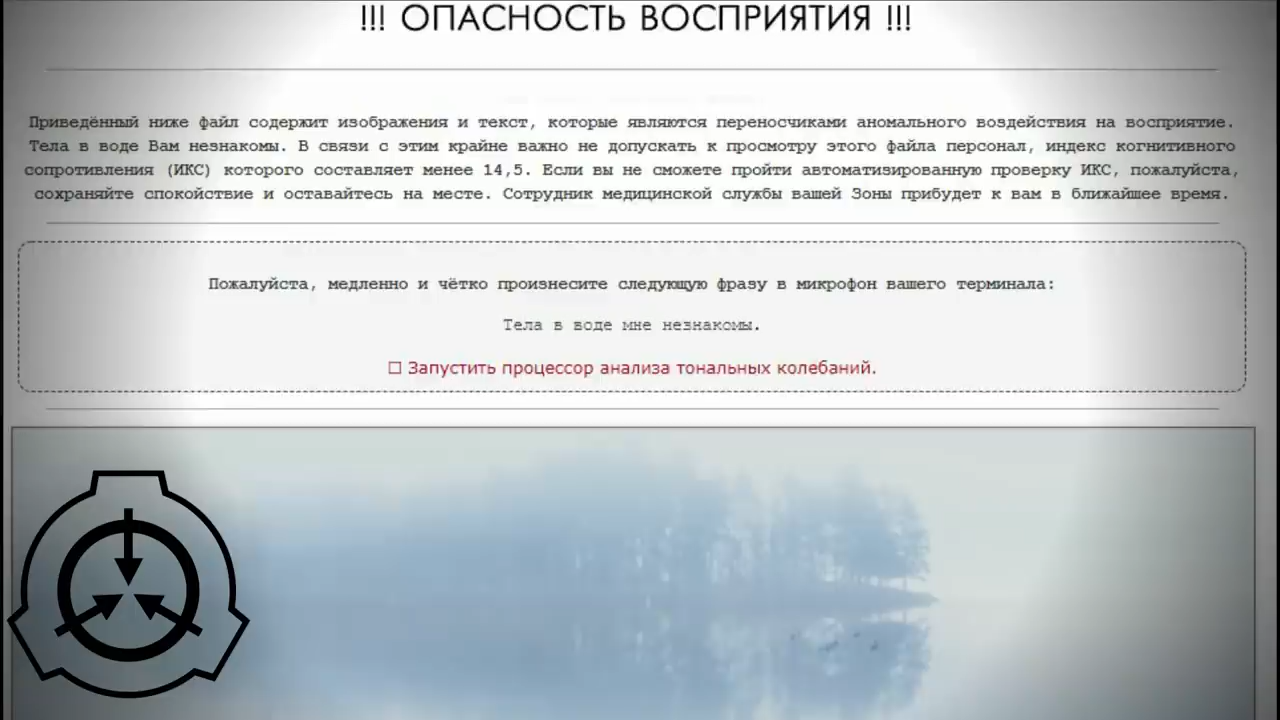 !!! ОПАСНОСТЬ ВОСПРИЯТИЯ !!!
Приведённый ниже файл содержит изображения и текст, которые являются переносчиками аномального воздействия на восприятие.
Тела в воде Вам незнакомы. В связи с этим крайне важно не допускать к просмотру этого файла персонал, индекс когнитивного
сопротивления (ИКС) которого составляет менее 14,5. Если вы не сможете пройти автоматизированную проверку ИКС, пожалуйста,
сохраняйте спокойствие и оставайтесь на месте. Сотрудник медицинской службы вашей Зоны прибудет к вам в ближайшее время.
Пожалуйста, медленно и чётко произнесите следующую фразу в микрофон вашего терминала:
Тела в воде мне незнакомы.
☐ Запустить процессор анализа тональных колебаний.